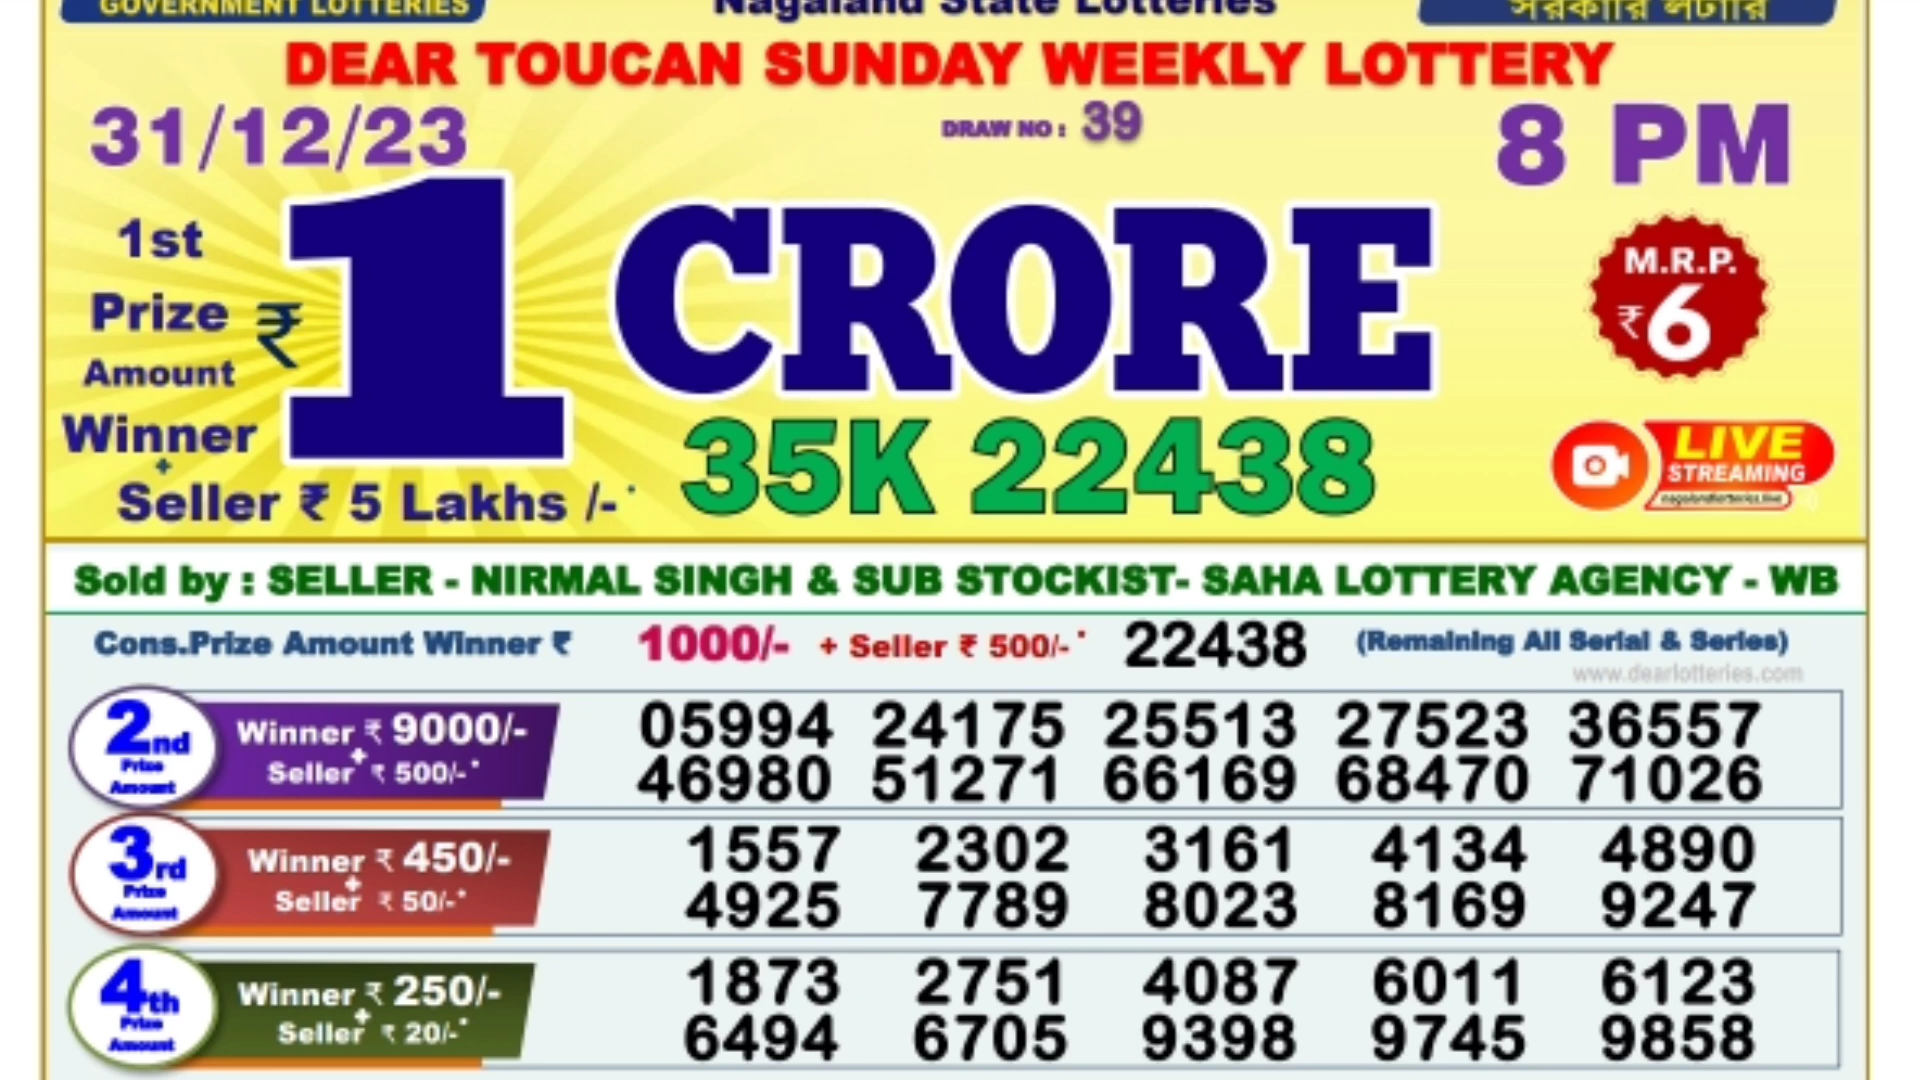 GOVERNMENT LOTTERIES
Nagaland State Lotteries
সরকারি লটারি
DEAR TOUCAN SUNDAY WEEKLY LOTTERY
31/12/23
DRAW NO : 39
8 PM
1st
Prize
Amount
Winner
+
Seller ₹ 5 Lakhs /-*
₹ 1 CRORE
35K 22438
M.R.P.
₹6
LIVE
STREAMING
nagalandlotteries.live
Sold by : SELLER - NIRMAL SINGH & SUB STOCKIST- SAHA LOTTERY AGENCY - WB
Cons.Prize Amount Winner ₹ 1000/- + Seller ₹ 500/-* 22438 (Remaining All Serial & Series)
www.dearlotteries.com
2nd
Prize
Amount
Winner ₹ 9000/-
+
Seller ₹ 500/-*
05994 24175 25513 27523 36557
46980 51271 66169 68470 71026
3rd
Prize
Amount
Winner ₹ 450/-
+
Seller ₹ 50/-*
1557 2302 3161 4134 4890
4925 7789 8023 8169 9247
4th
Prize
Amount
Winner ₹ 250/-
+
Seller ₹ 20/-*
1873 2751 4087 6011 6123
6494 6705 9398 9745 9858